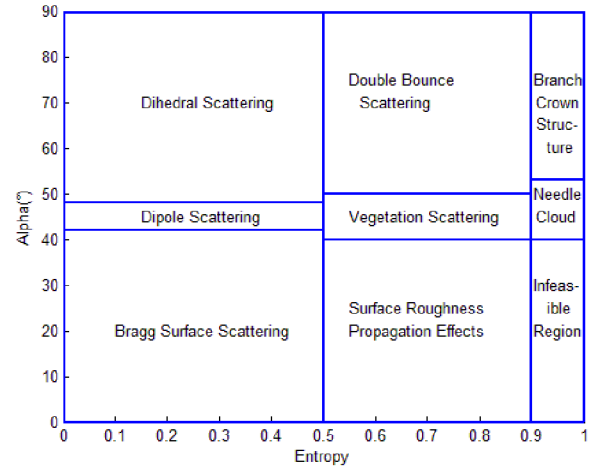 90
80
70
60
50
40
30
20
10
0
Alpha(°)
Dihedral Scattering
Dipole Scattering
Bragg Surface Scattering
Double Bounce
Scattering
Vegetation Scattering
Surface Roughness
Propagation Effects
Branch
Crown
Struc-
ture
Needle
Cloud
Infeas-
ible
Region
0 0.1 0.2 0.3 0.4 0.5 0.6 0.7 0.8 0.9 1
Entropy